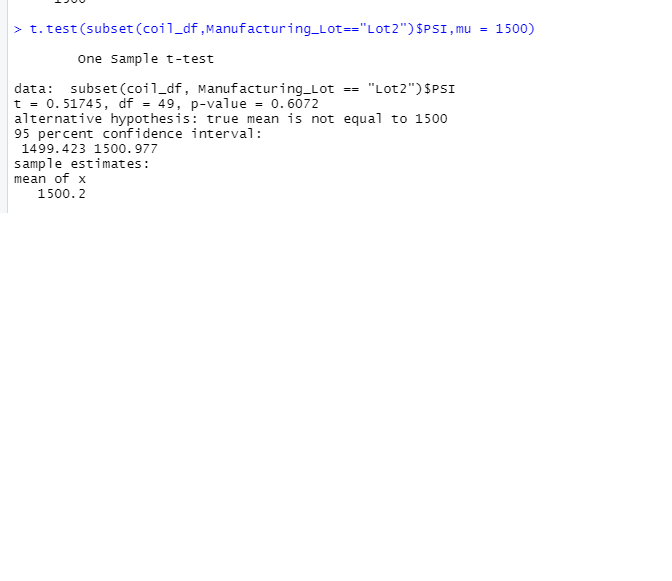 > t.test(subset(coil_df,Manufacturing_Lot=="Lot2")$PSI,mu = 1500)
One Sample t-test
data:  subset(coil_df, Manufacturing_Lot == "Lot2")$PSI
t = 0.51745, df = 49, p-value = 0.6072
alternative hypothesis: true mean is not equal to 1500
95 percent confidence interval:
1499.423 1500.977
sample estimates:
mean of x
1500.2